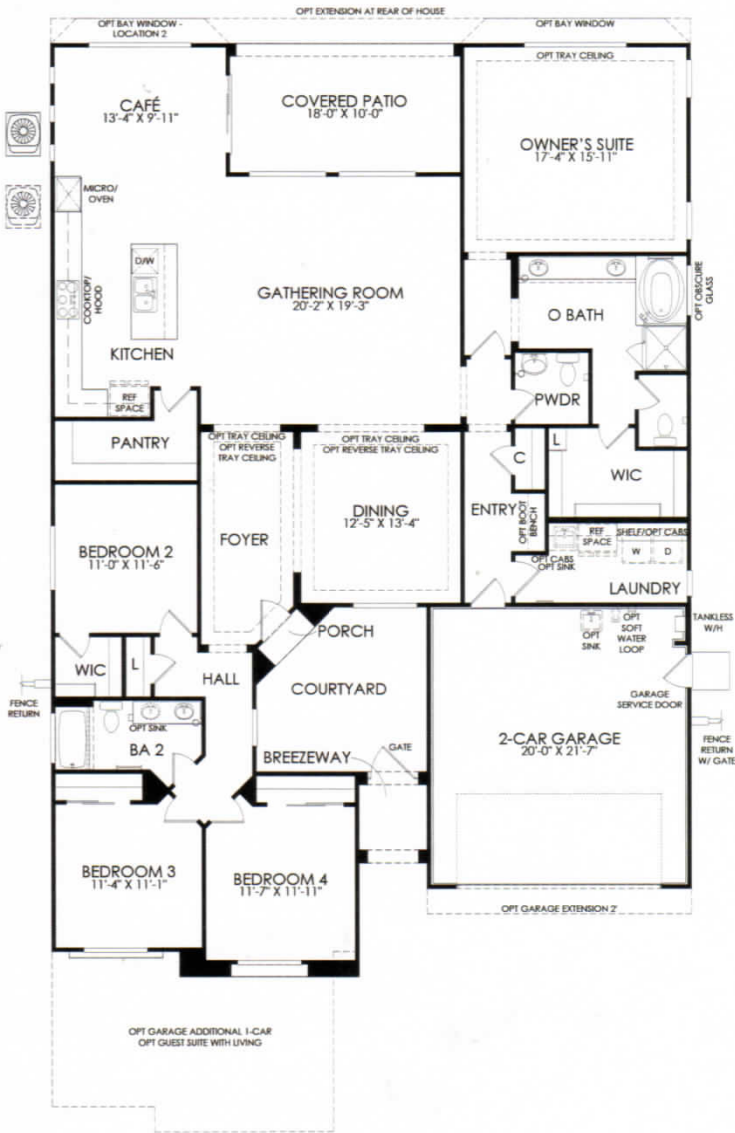 OPT EXTENSION AT REAR OF HOUSE
OPT BAY WINDOW -
LOCATION 2
OPT BAY WINDOW
OPT TRAY CEILING
CAFÉ
13'-4" X 9'-11"
COVERED PATIO
18'-0" X 10'-0"
OWNER'S SUITE
17'-4" X 15'-11"
MICRO/
OVEN
D/W
COOKTOP/
HOOD
GATHERING ROOM
20'-2" X 19'-3"
OPT OBSCURE
GLASS
O BATH
KITCHEN
REF
SPACE
PWDR
PANTRY
OPT TRAY CEILING
OPT REVERSE
TRAY CEILING
OPT TRAY CEILING
OPT REVERSE TRAY CEILING
C
L
WIC
FOYER
DINING
12'-5" X 13'-4"
ENTRY
OPT BOOT
BENCH
BEDROOM 2
11'-0" X 11'-6"
REF
SPACE
SHELF/OPT CABS
W
D
OPT CABS
OPT SINK
LAUNDRY
PORCH
OPT
SINK
OPT
SOFT
WATER
LOOP
TANKLESS
W/H
WIC
L
HALL
COURTYARD
GARAGE
SERVICE DOOR
FENCE
RETURN
OPT SINK
BA 2
BREEZEWAY
GATE
2-CAR GARAGE
20'-0" X 21'-7"
FENCE
RETURN
W/ GATE
BEDROOM 3
11'-4" X 11'-1"
BEDROOM 4
11'-7" X 11'-11"
OPT GARAGE EXTENSION 2'
OPT GARAGE ADDITIONAL 1-CAR
OPT GUEST SUITE WITH LIVING